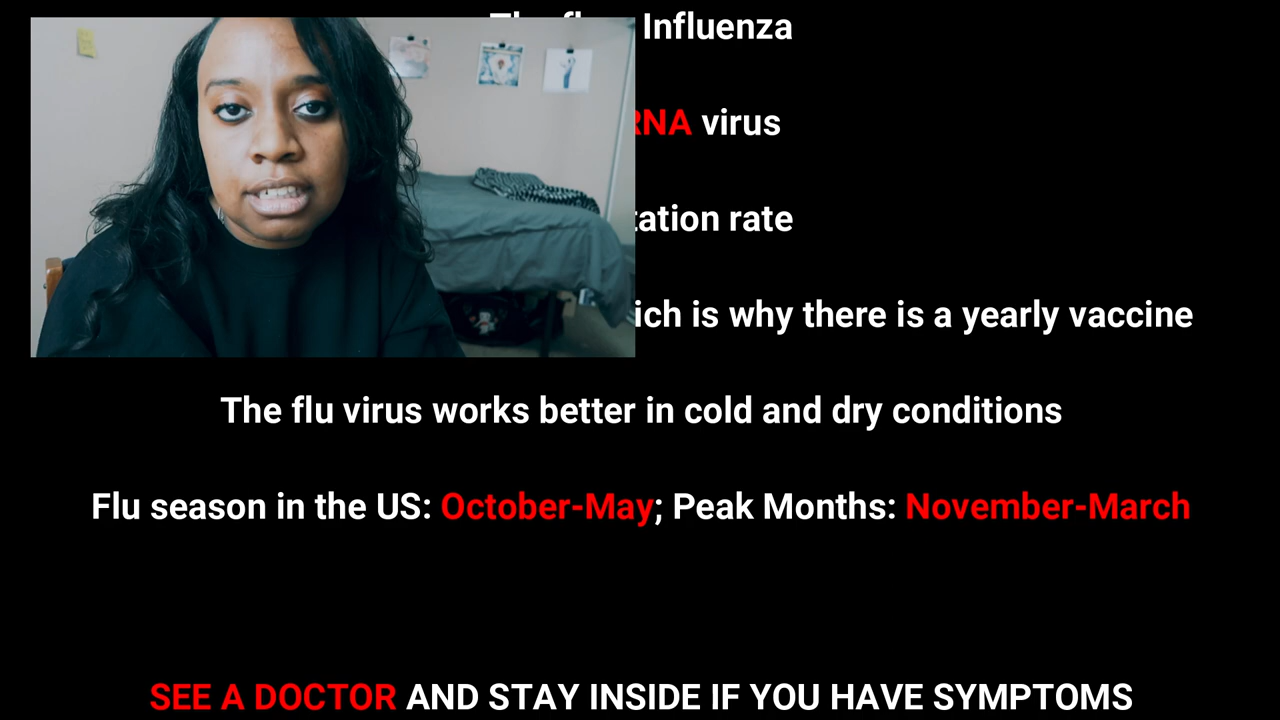 Influenza
RNA virus
rate
is why there is a yearly vaccine
The flu virus works better in cold and dry conditions
Flu season in the US: October-May; Peak Months: November-March
SEE A DOCTOR AND STAY INSIDE IF YOU HAVE SYMPTOMS